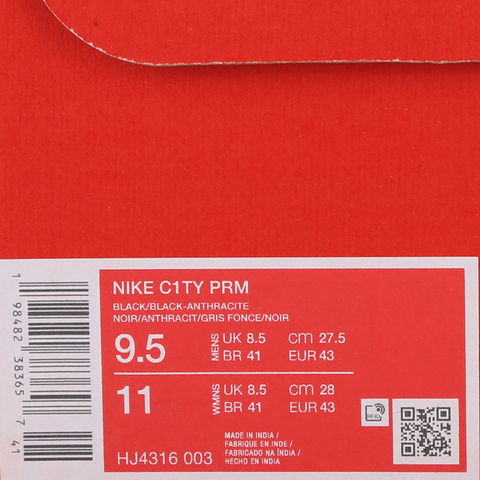 NIKE C1TY PRM
BLACK/BLACK-ANTHRACITE
NOIR/ANTHRACIT/GRIS FONCE/NOIR
9.5 MENS UK 8.5 cm 27.5
BR 41 EUR 43
11 WMNS UK 8.5 cm 28
BR 41 EUR 43
RFID
MADE IN INDIA /
FABRIQUE EN INDE /
FABRICADO NA ÍNDIA /
HECHO EN INDIA
HJ4316 003
1 98482 38365 7 41